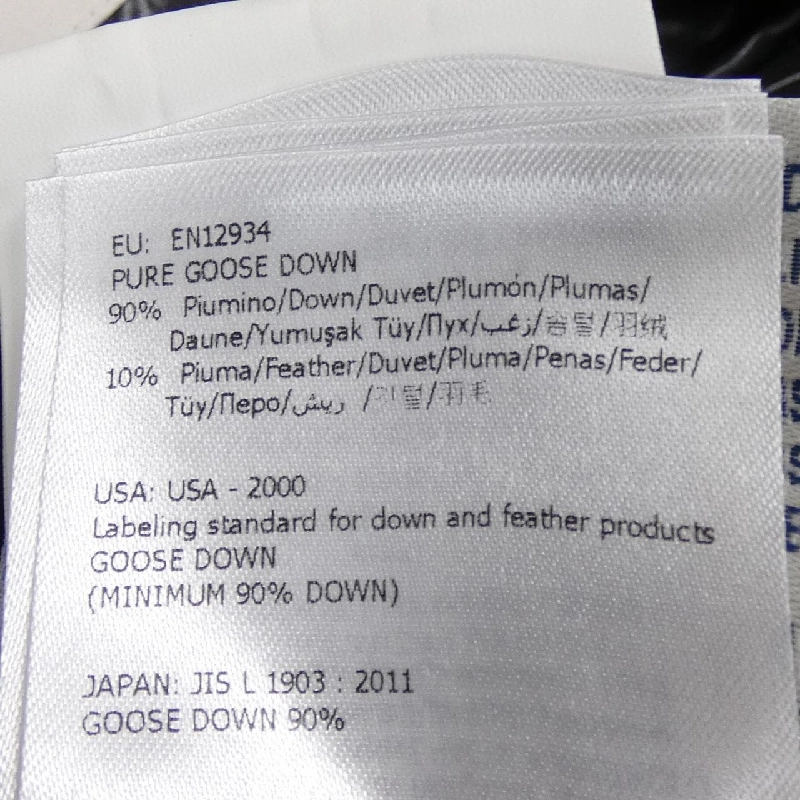 EU: EN12934
PURE GOOSE DOWN
90% Piumino/Down/Duvet/Plumón/Plumas/
Daune/Yumuşak Tüy/Пух/زغب/솜털/羽绒
10% Piuma/Feather/Duvet/Pluma/Penas/Feder/
Tüy/Перо/ريش /깃털/羽毛
USA: USA - 2000
Labeling standard for down and feather products
GOOSE DOWN
(MINIMUM 90% DOWN)
JAPAN: JIS L 1903 : 2011
GOOSE DOWN 90%